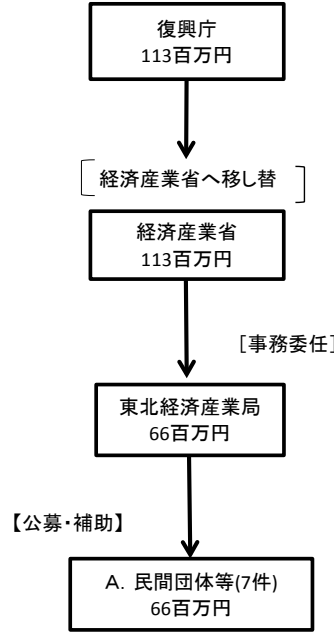 復興庁
113百万円
経済産業省へ移し替
経済産業省
113百万円
[事務委任]
東北経済産業局
66百万円
【公募・補助】
A. 民間団体等(7件)
66百万円